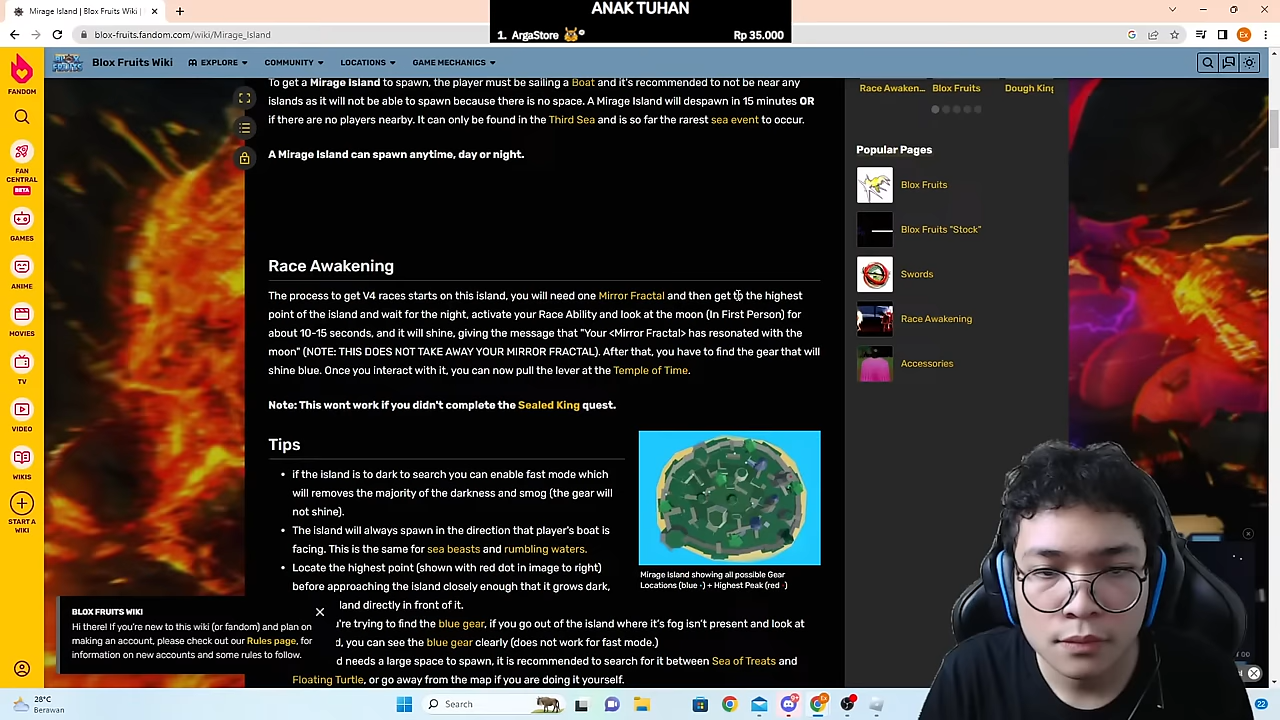 Mirage Island | Blox Fruits Wiki |
ANAK TUHAN
1. ArgaStore
Rp 35.000
blox-fruits.fandom.com/wiki/Mirage_Island
Ex
FANDOM
Blox Fruits Wiki
EXPLORE
COMMUNITY
LOCATIONS
GAME MECHANICS
FAN
CENTRAL
BETA
GAMES
ANIME
MOVIES
TV
VIDEO
WIKIS
START A
WIKI
To get a Mirage Island to spawn, the player must be sailing a Boat and it's recommended to not be near any
islands as it will not be able to spawn because there is no space. A Mirage Island will despawn in 15 minutes OR
if there are no players nearby. It can only be found in the Third Sea and is so far the rarest sea event to occur.
A Mirage Island can spawn anytime, day or night.
Race Awakening
The process to get V4 races starts on this island, you will need one Mirror Fractal and then get to the highest
point of the island and wait for the night, activate your Race Ability and look at the moon (In First Person) for
about 10-15 seconds, and it will shine, giving the message that "Your <Mirror Fractal> has resonated with the
moon" (NOTE: THIS DOES NOT TAKE AWAY YOUR MIRROR FRACTAL). After that, you have to find the gear that will
shine blue. Once you interact with it, you can now pull the lever at the Temple of Time.
Note: This wont work if you didn't complete the Sealed King quest.
Tips
if the island is to dark to search you can enable fast mode which
will removes the majority of the darkness and smog (the gear will
not shine).
The island will always spawn in the direction that player's boat is
facing. This is the same for sea beasts and rumbling waters.
Locate the highest point (shown with red dot in image to right)
before approaching the island closely enough that it grows dark,
land directly in front of it.
're trying to find the blue gear, if you go out of the island where it's fog isn't present and look at
d, you can see the blue gear clearly (does not work for fast mode.)
d needs a large space to spawn, it is recommended to search for it between Sea of Treats and
Floating Turtle, or go away from the map if you are doing it yourself.
Mirage Island showing all possible Gear
Locations (blue ·) + Highest Peak (red ·)
Race Awaken...
Blox Fruits
Dough King
Popular Pages
Blox Fruits
Blox Fruits "Stock"
Swords
Race Awakening
Accessories
BLOX FRUITS WIKI
Hi there! If you're new to this wiki (or fandom) and plan on
making an account, please check out our Rules page, for
information on new accounts and some rules to follow.
28°C
Berawan
Search
22